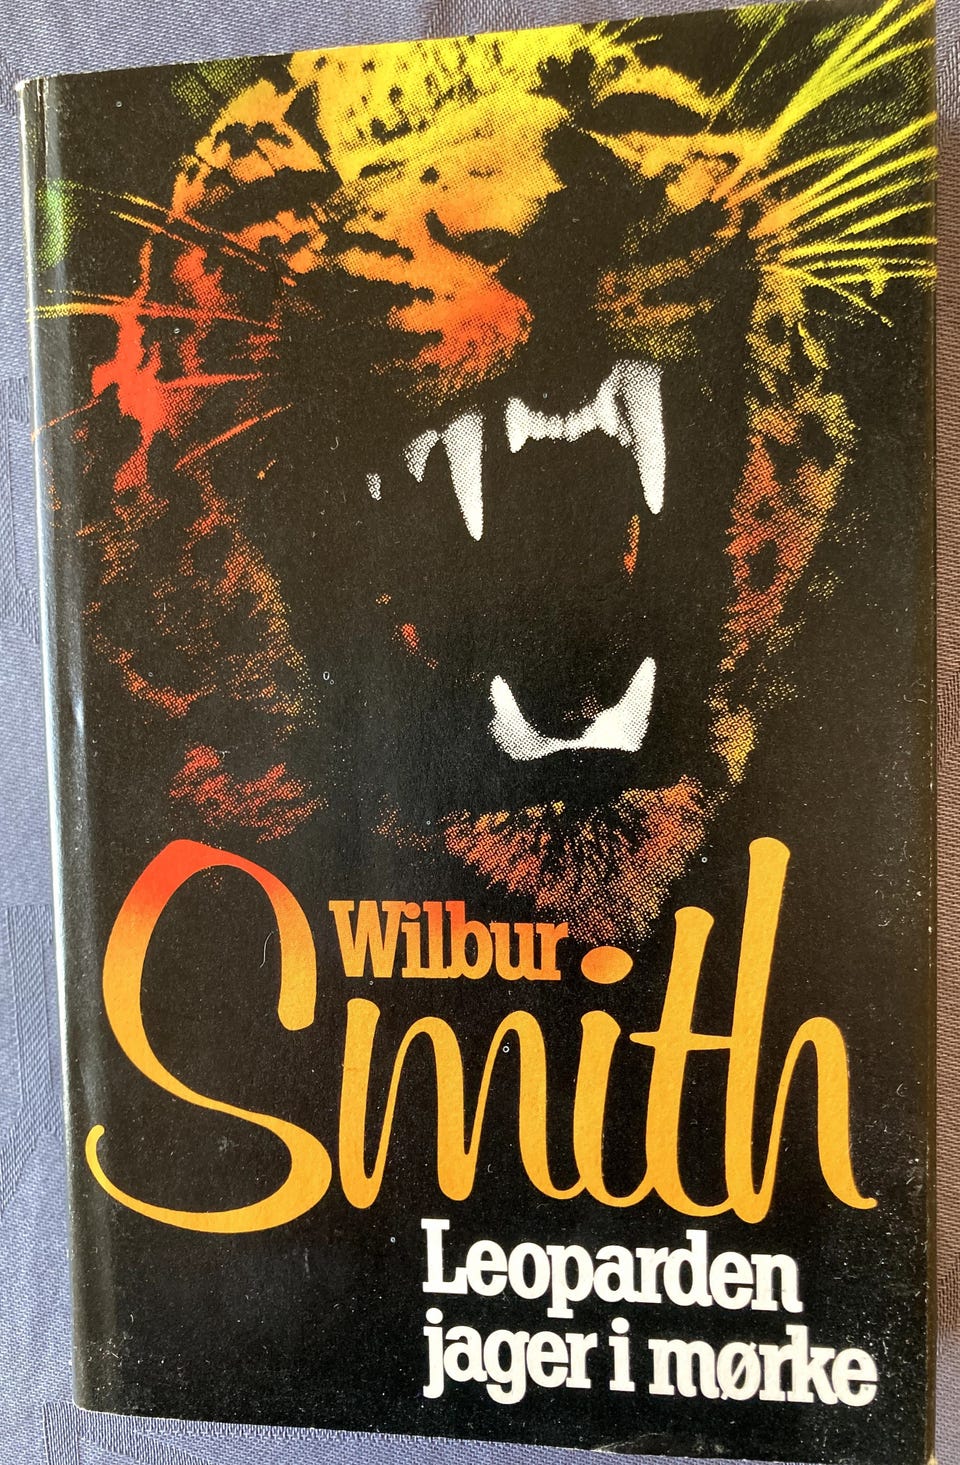 Wilbur
Smith
Leoparden
jager i mørke